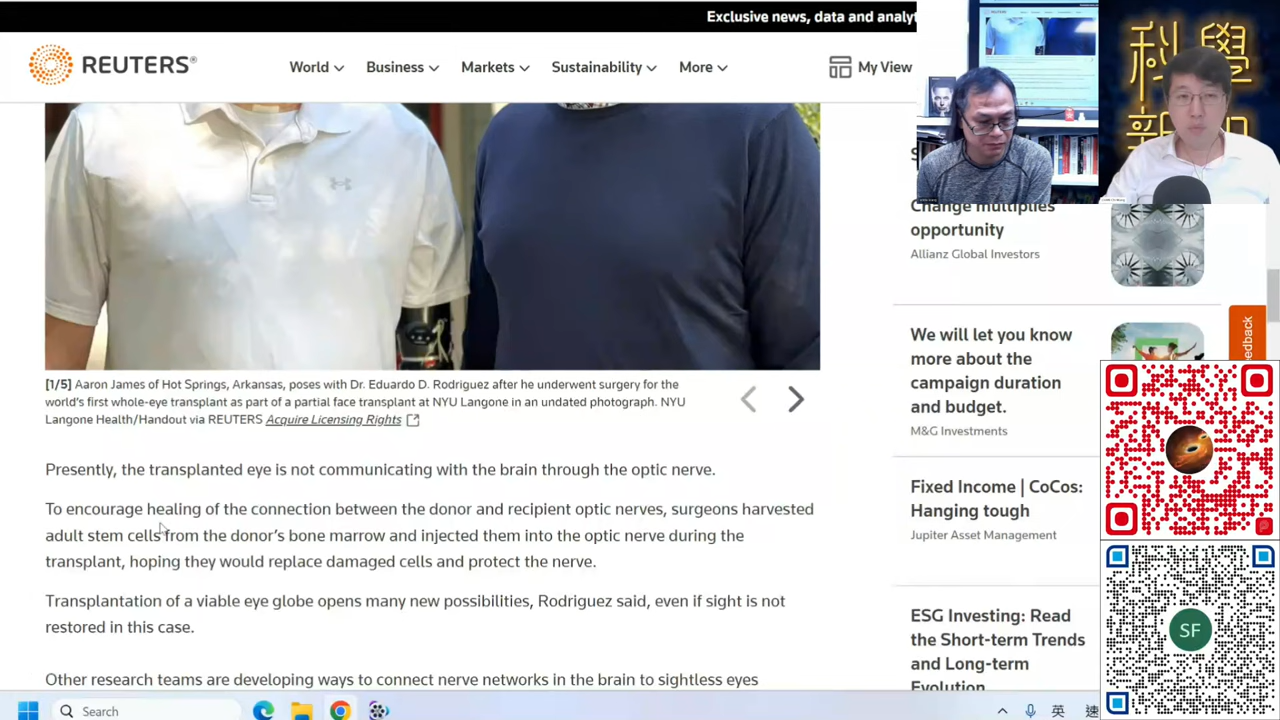 Exclusive news, data and analyt
REUTERS®
World
Business
Markets
Sustainability
More
My View
科學
新知
[1/5] Aaron James of Hot Springs, Arkansas, poses with Dr. Eduardo D. Rodriguez after he underwent surgery for the
world's first whole-eye transplant as part of a partial face transplant at NYU Langone in an undated photograph. NYU
Langone Health/Handout via REUTERS Acquire Licensing Rights
Presently, the transplanted eye is not communicating with the brain through the optic nerve.
To encourage healing of the connection between the donor and recipient optic nerves, surgeons harvested
adult stem cells from the donor's bone marrow and injected them into the optic nerve during the
transplant, hoping they would replace damaged cells and protect the nerve.
Transplantation of a viable eye globe opens many new possibilities, Rodriguez said, even if sight is not
restored in this case.
Other research teams are developing ways to connect nerve networks in the brain to sightless eyes
Change multiplies
opportunity
Allianz Global Investors
We will let you know
more about the
campaign duration
and budget.
M&G Investments
Fixed Income | CoCos:
Hanging tough
Jupiter Asset Management
ESG Investing: Read
the Short-term Trends
and Long-term
Evolution
eedback
SF
Search
英
速